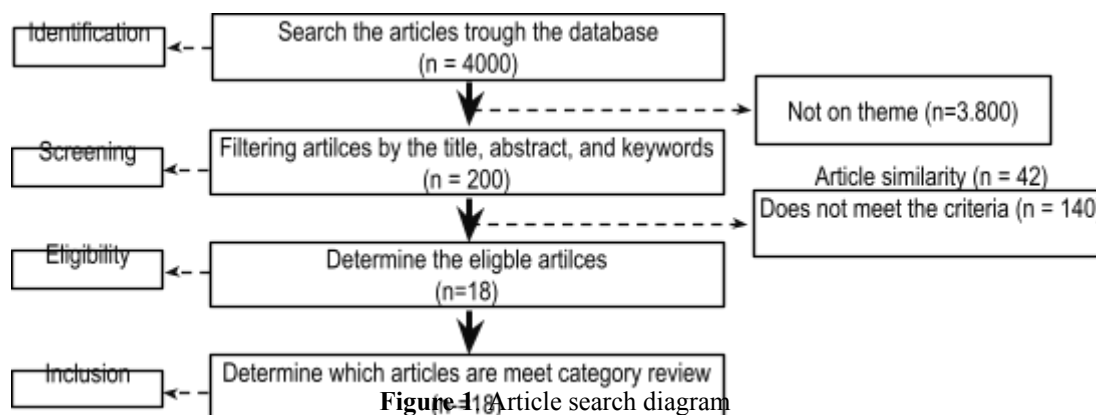 Identification
Search the articles trough the database
(n = 4000)
Not on theme (n=3.800)
Screening
Filtering artilces by the title, abstract, and keywords
(n = 200)
Article similarity (n = 42)
Does not meet the criteria (n = 140
Eligibility
Determine the eligble artilces
(n=18)
Inclusion
Determine which articles are meet category review
(n=18)
Figure 1. Article search diagram